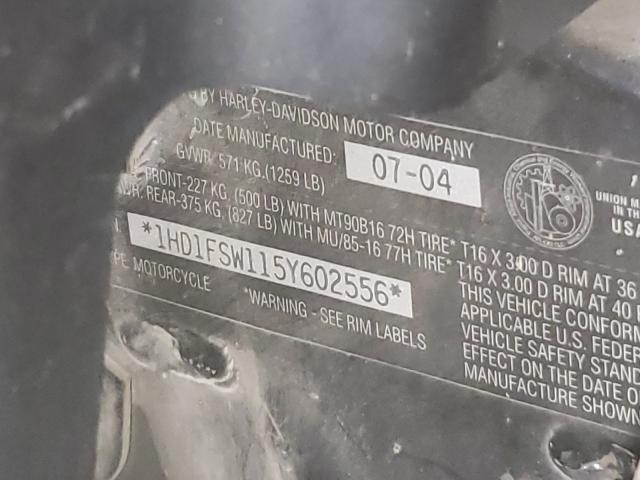 BY HARLEY-DAVIDSON MOTOR COMPANY
DATE MANUFACTURED: 07-04
GVWR 571 KG.(1259 LB)
FRONT-227 KG. (500 LB) WITH MT90B16 72H TIRE* T16 X 3.00 D RIM AT 36
REAR-375 KG. (827 LB) WITH MU/85-16 77H TIRE* T16 X 3.00 D RIM AT 40
*1HD1FSW115Y602556*
MOTORCYCLE
*WARNING - SEE RIM LABELS
THIS VEHICLE CONFORM
APPLICABLE U.S. FEDE
VEHICLE SAFETY STAND
EFFECT ON THE DATE O
MANUFACTURE SHOWN
UNION M
IN THE
USA